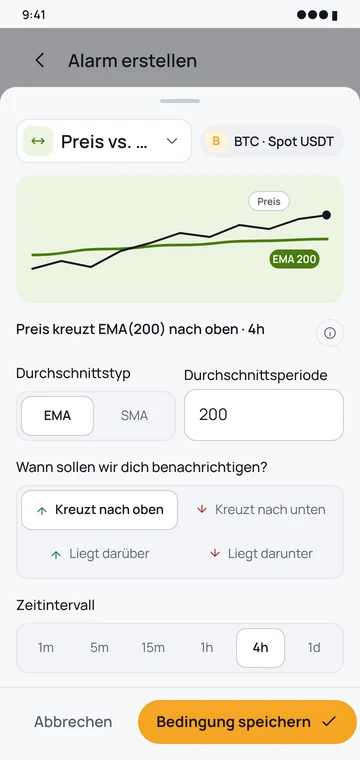 9:41
Alarm erstellen
Preis vs. ...
B BTC · Spot USDT
Preis
EMA 200
Preis kreuzt EMA(200) nach oben · 4h
Durchschnittstyp
Durchschnittsperiode
EMA
SMA
200
Wann sollen wir dich benachrichtigen?
Kreuzt nach oben
Kreuzt nach unten
Liegt darüber
Liegt darunter
Zeitintervall
1m 5m 15m 1h 4h 1d
Abbrechen
Bedingung speichern